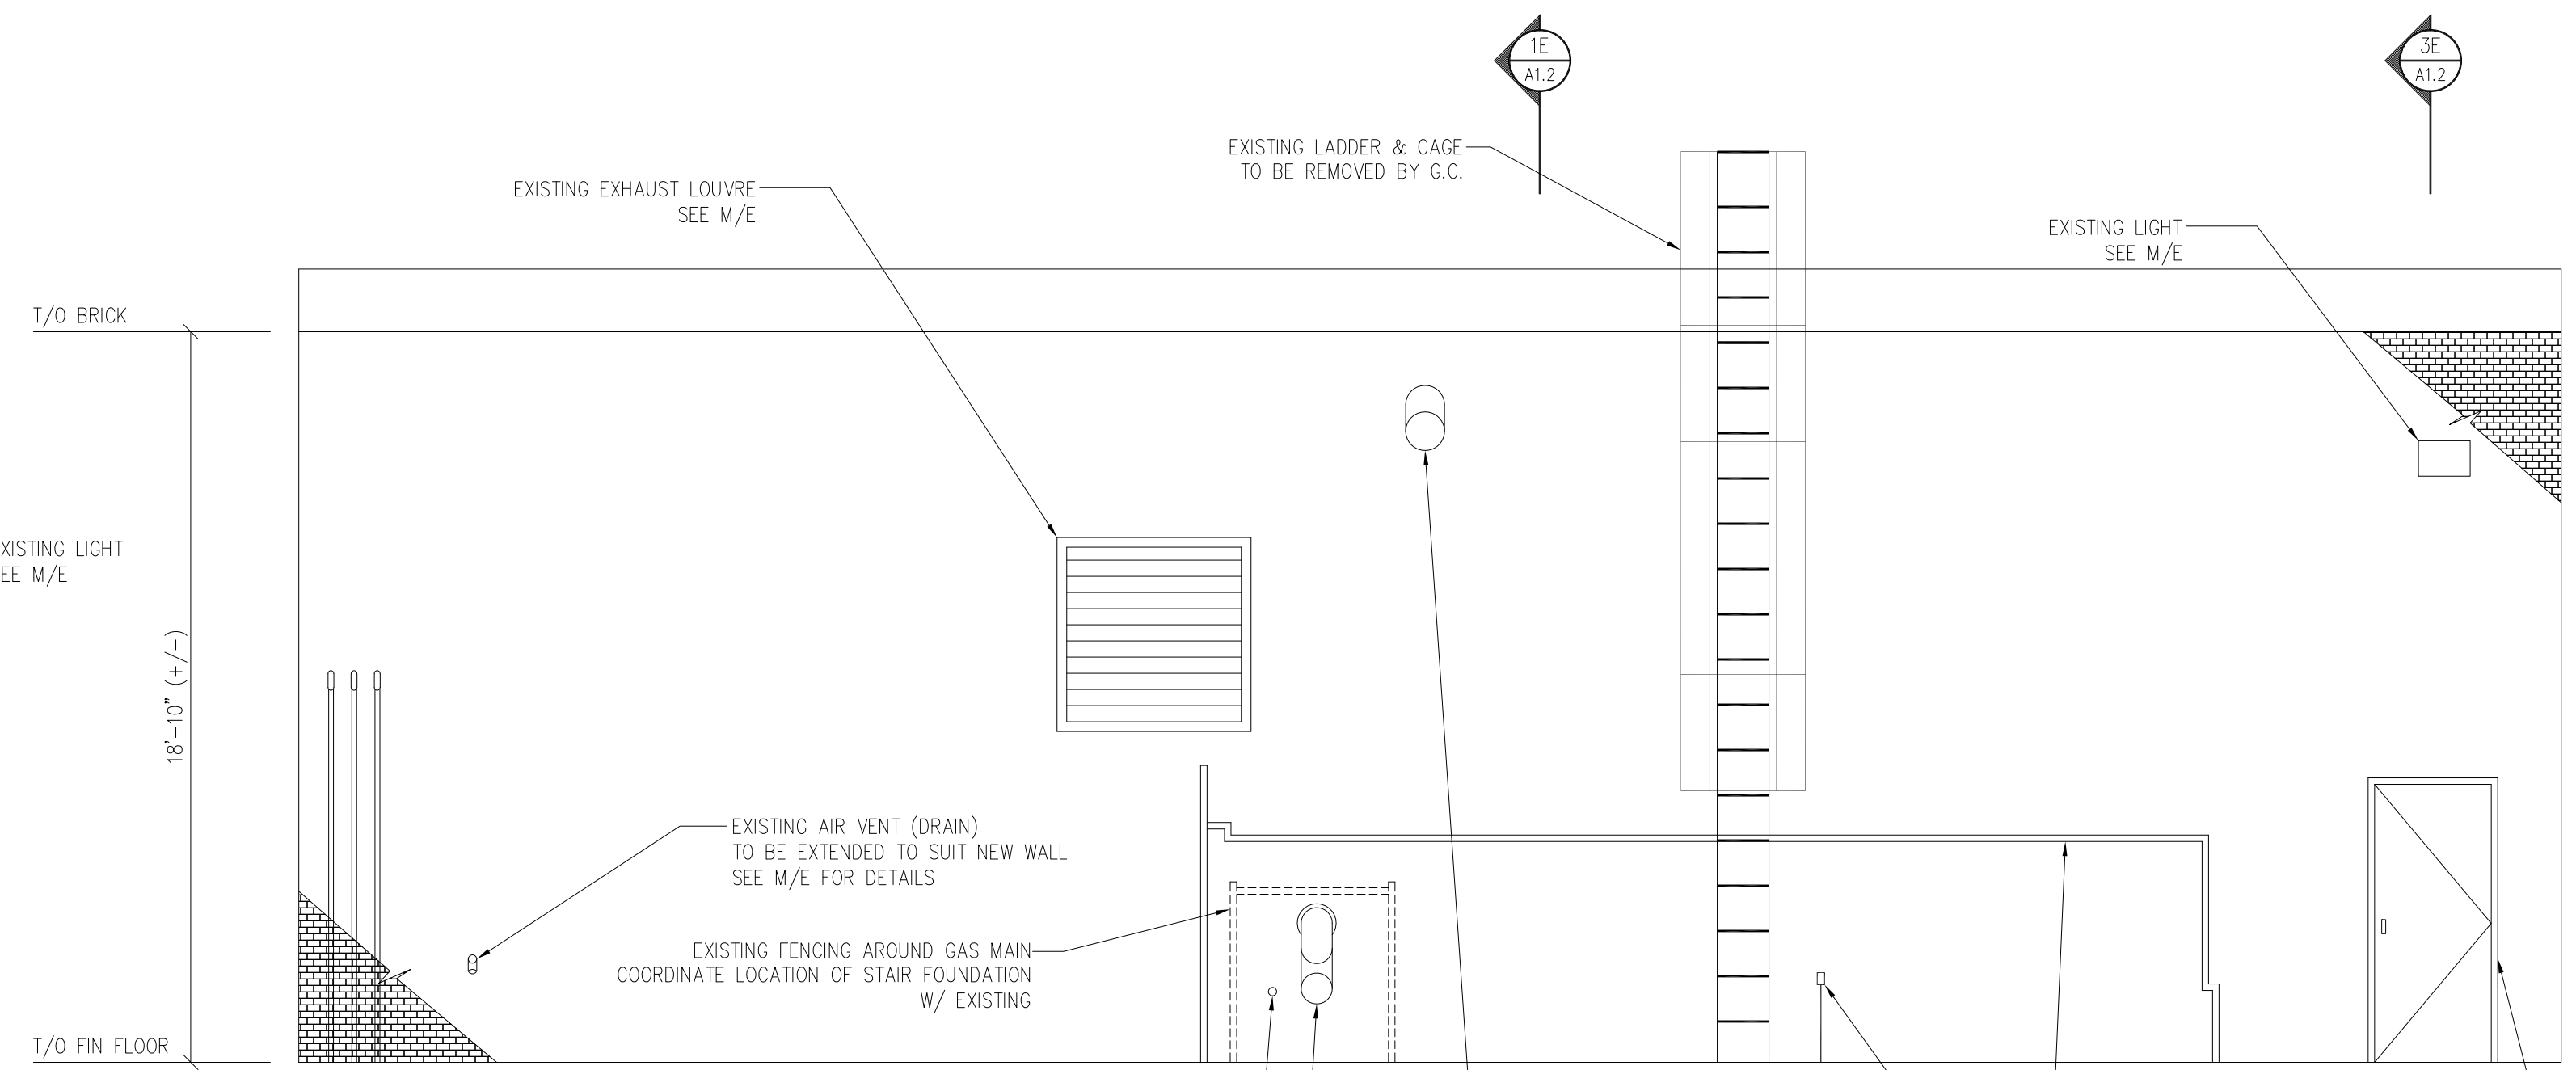 1E
A1.2
3E
A1.2
EXISTING LADDER & CAGE
TO BE REMOVED BY G.C.
EXISTING EXHAUST LOUVRE
SEE M/E
EXISTING LIGHT
SEE M/E
T/O BRICK
XISTING LIGHT
EE M/E
18'-10" (+/-)
EXISTING AIR VENT (DRAIN)
TO BE EXTENDED TO SUIT NEW WALL
SEE M/E FOR DETAILS
EXISTING FENCING AROUND GAS MAIN
COORDINATE LOCATION OF STAIR FOUNDATION
W/ EXISTING
T/O FIN FLOOR